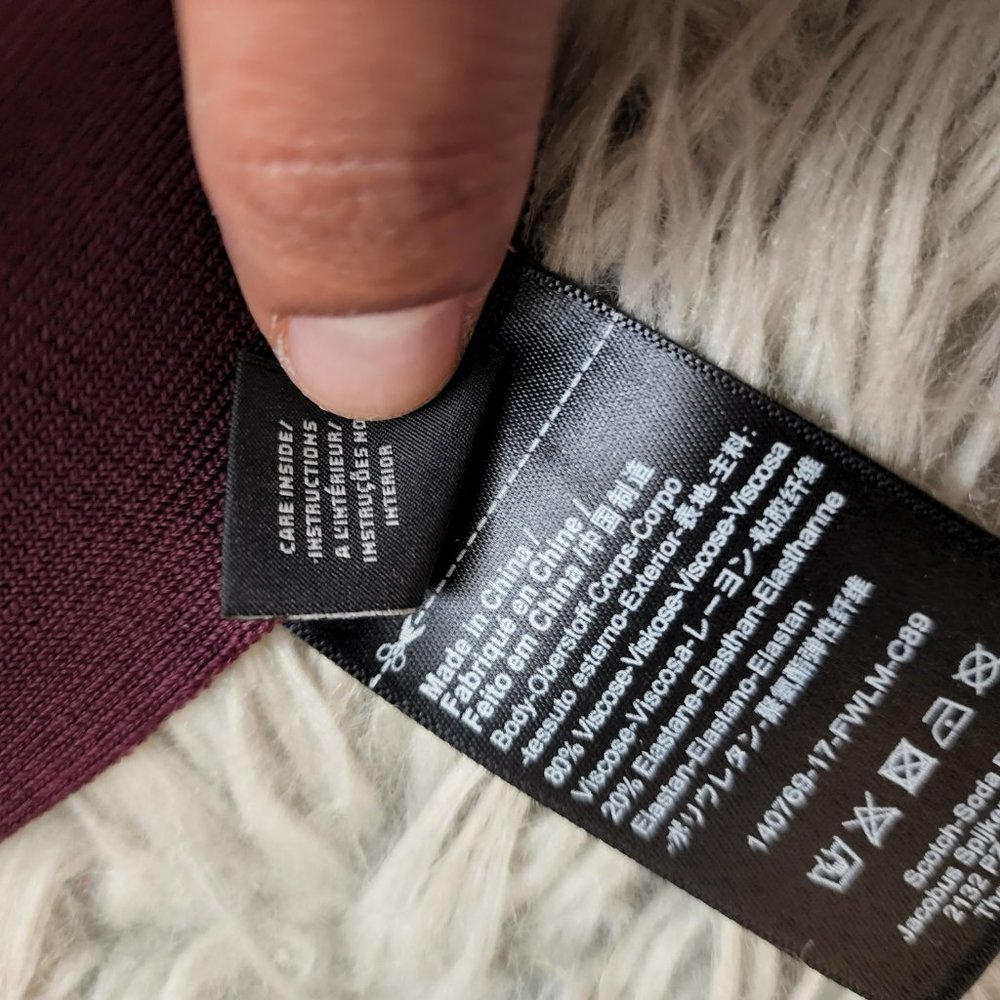 CARE INSIDE/
INSTRUCTIONS
A L'INTÉRIEUR/
INSTRUÇÕES NO
INTERIOR
Made in China /
Fabriqué en Chine /
Feito em China /中国制造
Body-Oberstoff-Corps-Corpo
-tessuto esterno-Exterior-表地-主料:
80% Viscose-Viskose-Viscose-Viscosa
Viscose-Viscosa-レーヨン-粘胶纤维
20% Elastane-Elasthan-Elasthanne
Elastan-Elastano-Elastan
-ポリウレタン-聚氨酯弹性纤维
140769-17-FWLM-C89
Scotch-Soda
Jacobus
2132